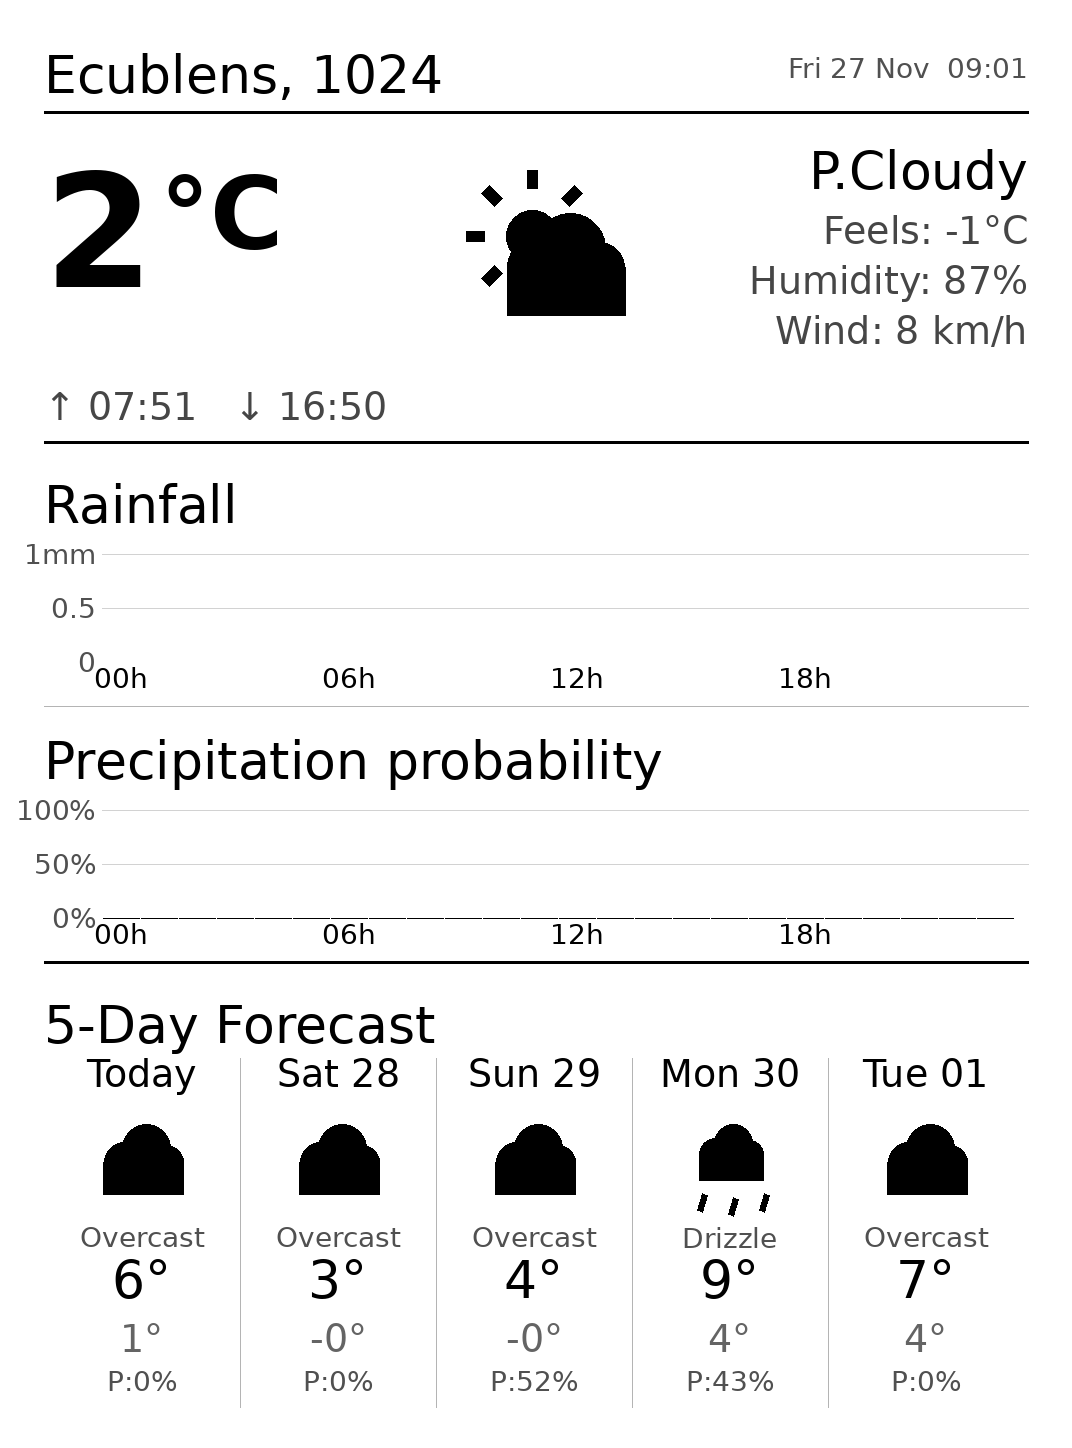 Ecublens, 1024
Fri 27 Nov  09:01
2°C
P.Cloudy
Feels: -1°C
Humidity: 87%
Wind: 8 km/h
↑ 07:51   ↓ 16:50
Rainfall
1mm
0.5
0
00h 06h 12h 18h
Precipitation probability
100%
50%
0%
00h 06h 12h 18h
5-Day Forecast
Today Sat 28 Sun 29 Mon 30 Tue 01
Overcast Overcast Overcast Drizzle Overcast
6° 3° 4° 9° 7°
1° -0° -0° 4° 4°
P:0% P:0% P:52% P:43% P:0%